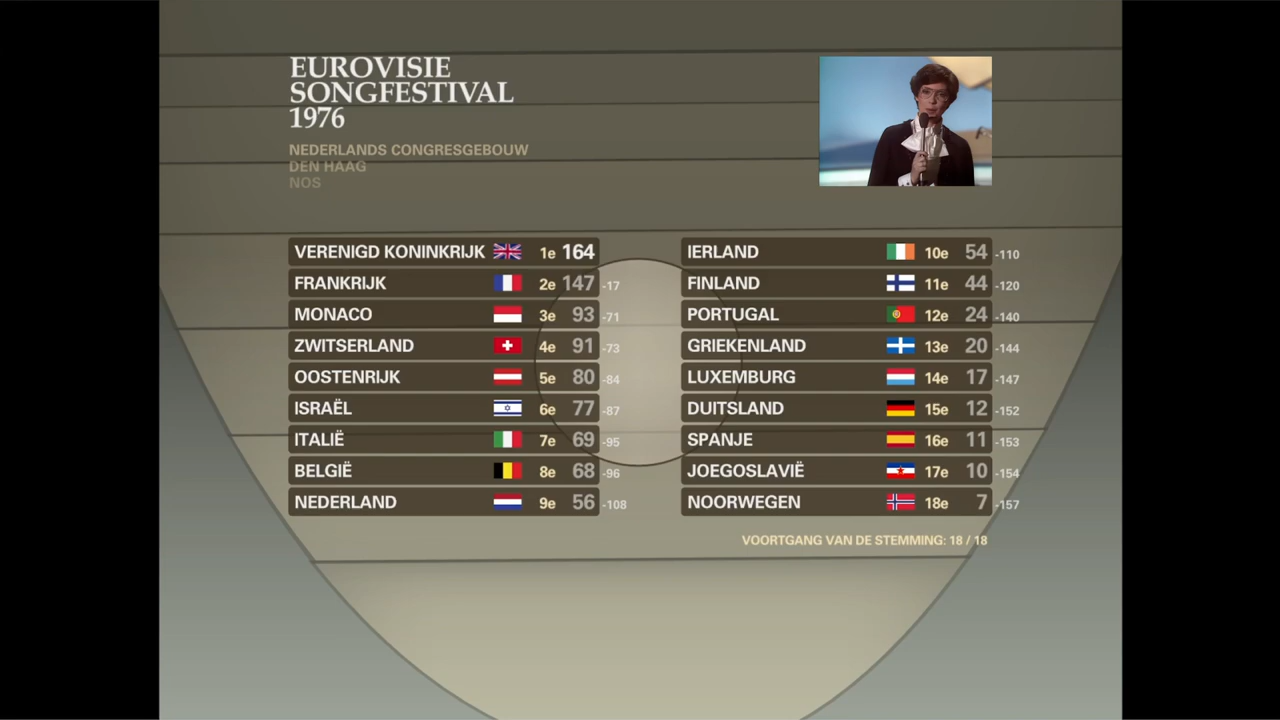 EUROVISIE
SONGFESTIVAL
1976
NEDERLANDS CONGRESGEBOUW
DEN HAAG
NOS
VERENIGD KONINKRIJK 1e 164
FRANKRIJK 2e 147 -17
MONACO 3e 93 -71
ZWITSERLAND 4e 91 -73
OOSTENRIJK 5e 80 -84
ISRAËL 6e 77 -87
ITALIË 7e 69 -95
BELGIË 8e 68 -96
NEDERLAND 9e 56 -108
IERLAND 10e 54 -110
FINLAND 11e 44 -120
PORTUGAL 12e 24 -140
GRIEKENLAND 13e 20 -144
LUXEMBURG 14e 17 -147
DUITSLAND 15e 12 -152
SPANJE 16e 11 -153
JOEGOSLAVIË 17e 10 -154
NOORWEGEN 18e 7 -157
VOORTGANG VAN DE STEMMING: 18 / 18